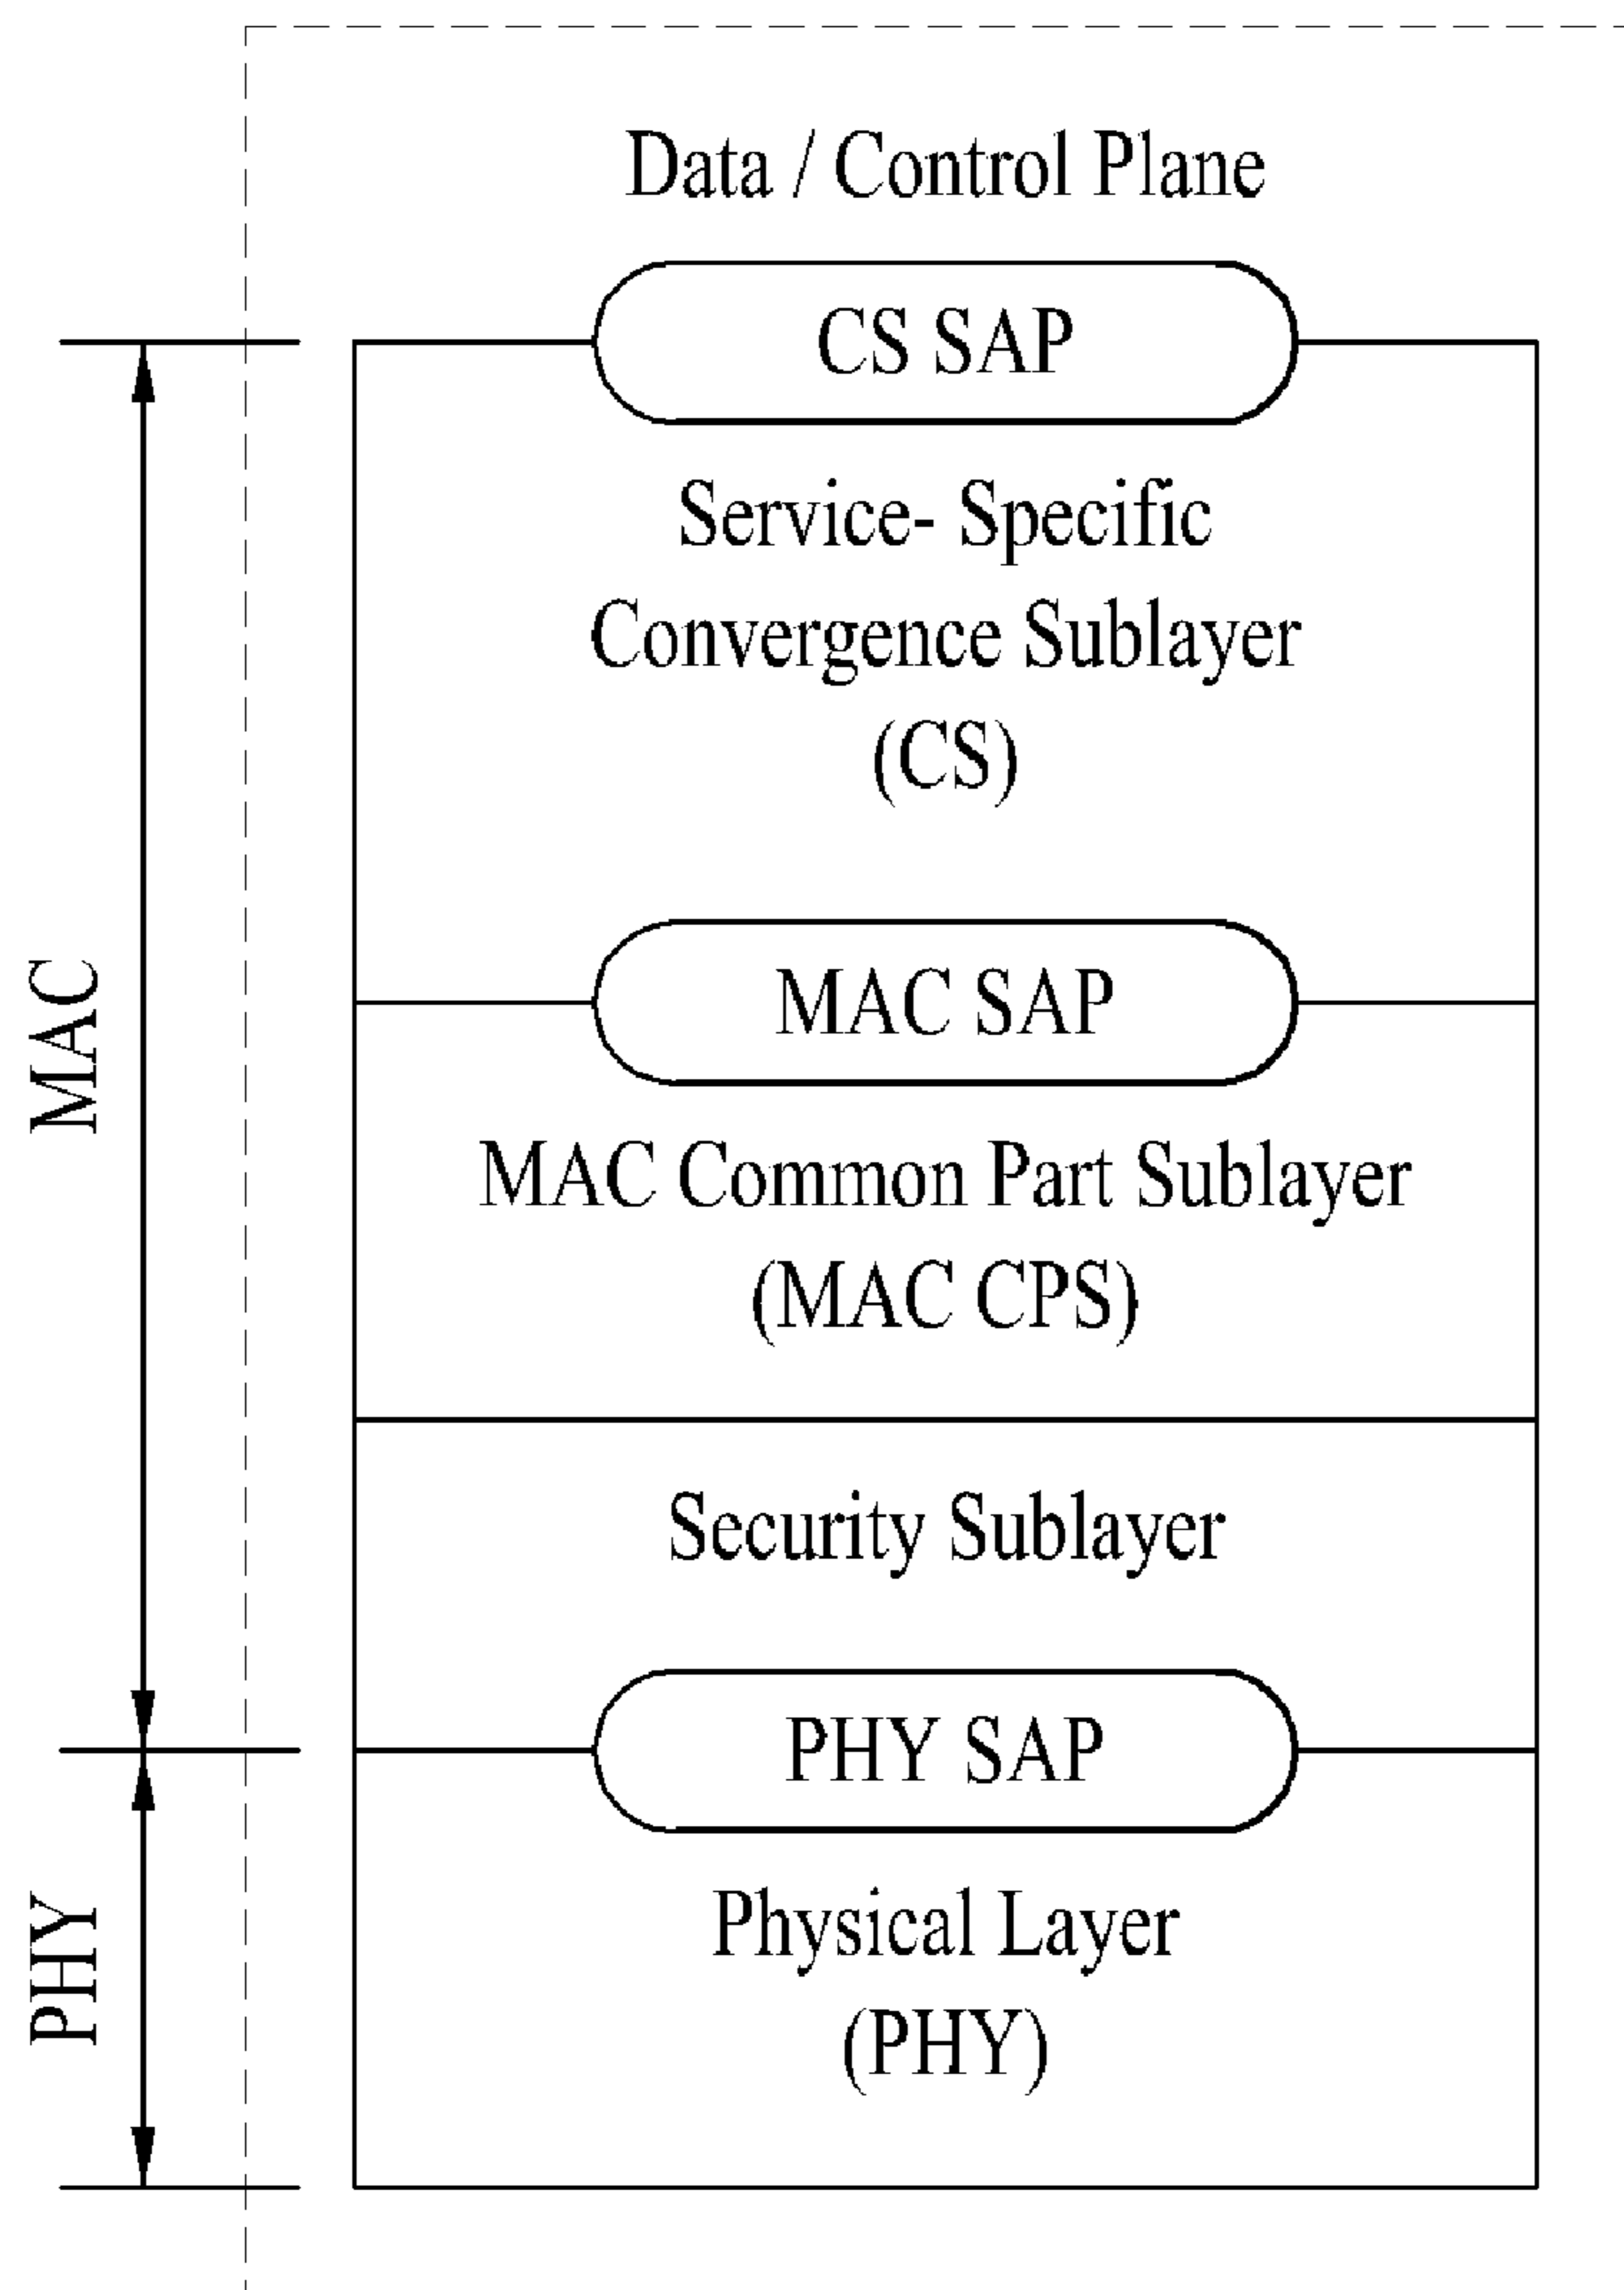 Data / Control Plane
CS SAP
Service- Specific
Convergence Sublayer
(CS)
MAC SAP
MAC
MAC Common Part Sublayer
(MAC CPS)
Security Sublayer
PHY SAP
PHY
Physical Layer
(PHY)